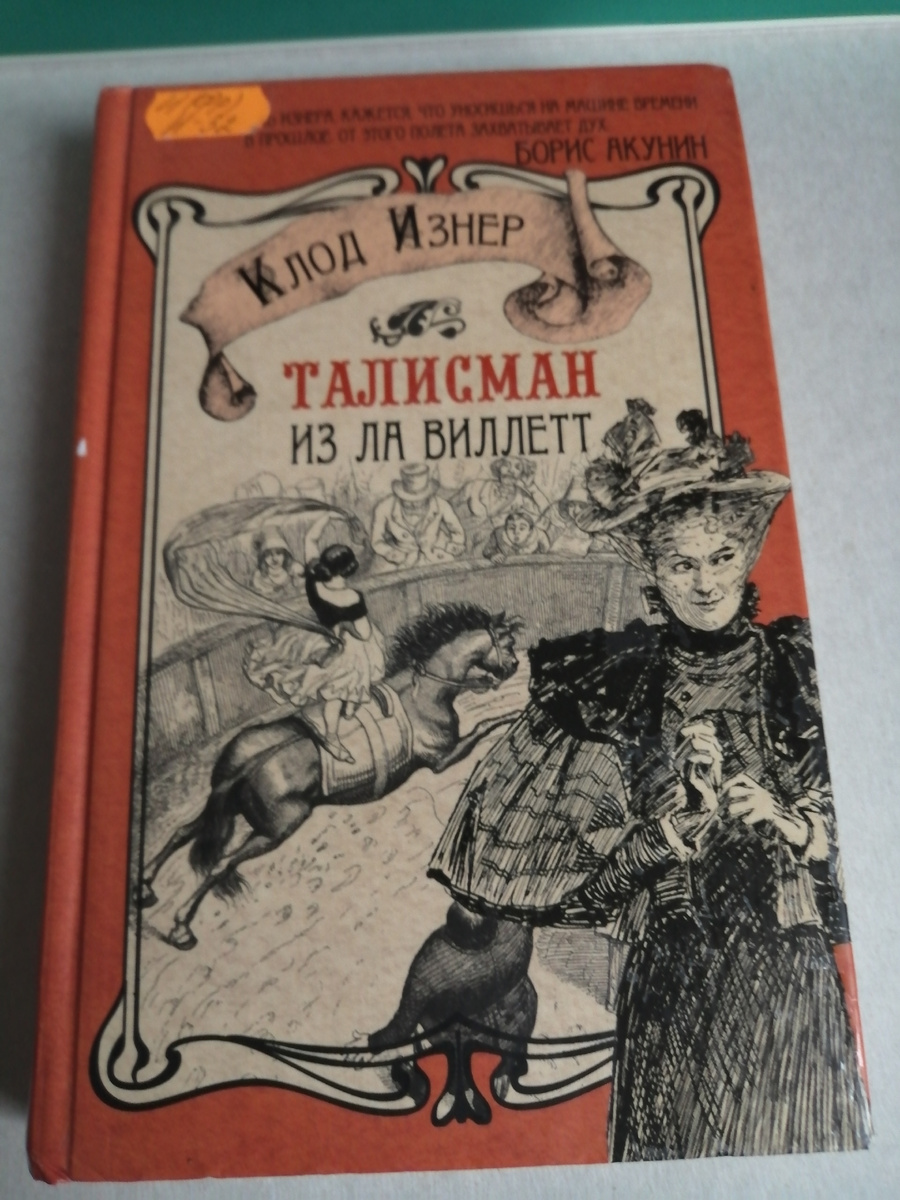 ИЗНЕРА, КАЖЕТСЯ, ЧТО УНОСИШЬСЯ НА МАШИНЕ ВРЕМЕНИ
В ПРОШЛОЕ. ОТ ЭТОГО ПОЛЕТА ЗАХВАТЫВАЕТ ДУХ.
БОРИС АКУНИН
Клод Изнер
ТАЛИСМАН
ИЗ ЛА ВИЛЛЕТТ